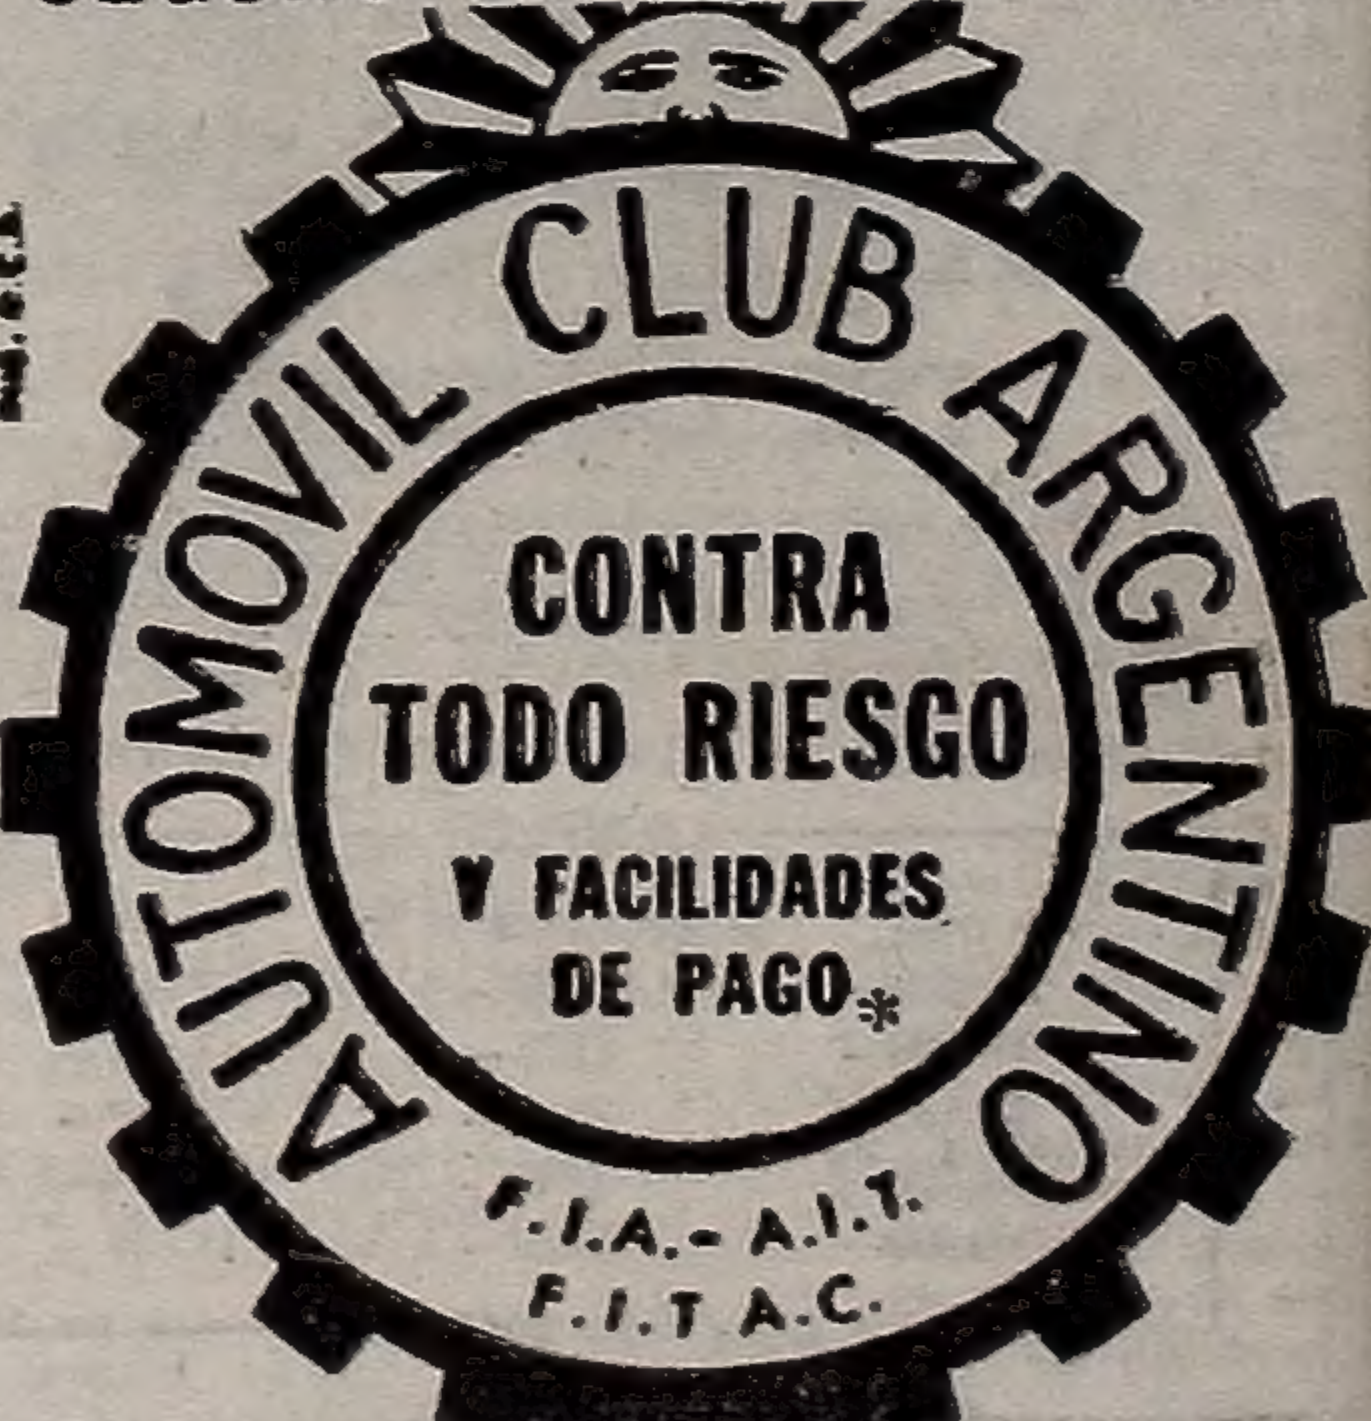 AUTOMOVIL CLUB ARGENTINO
CONTRA
TODO RIESGO
Y FACILIDADES
DE PAGO*
F.I.A.- A.I.T.
F.I.T A.C.